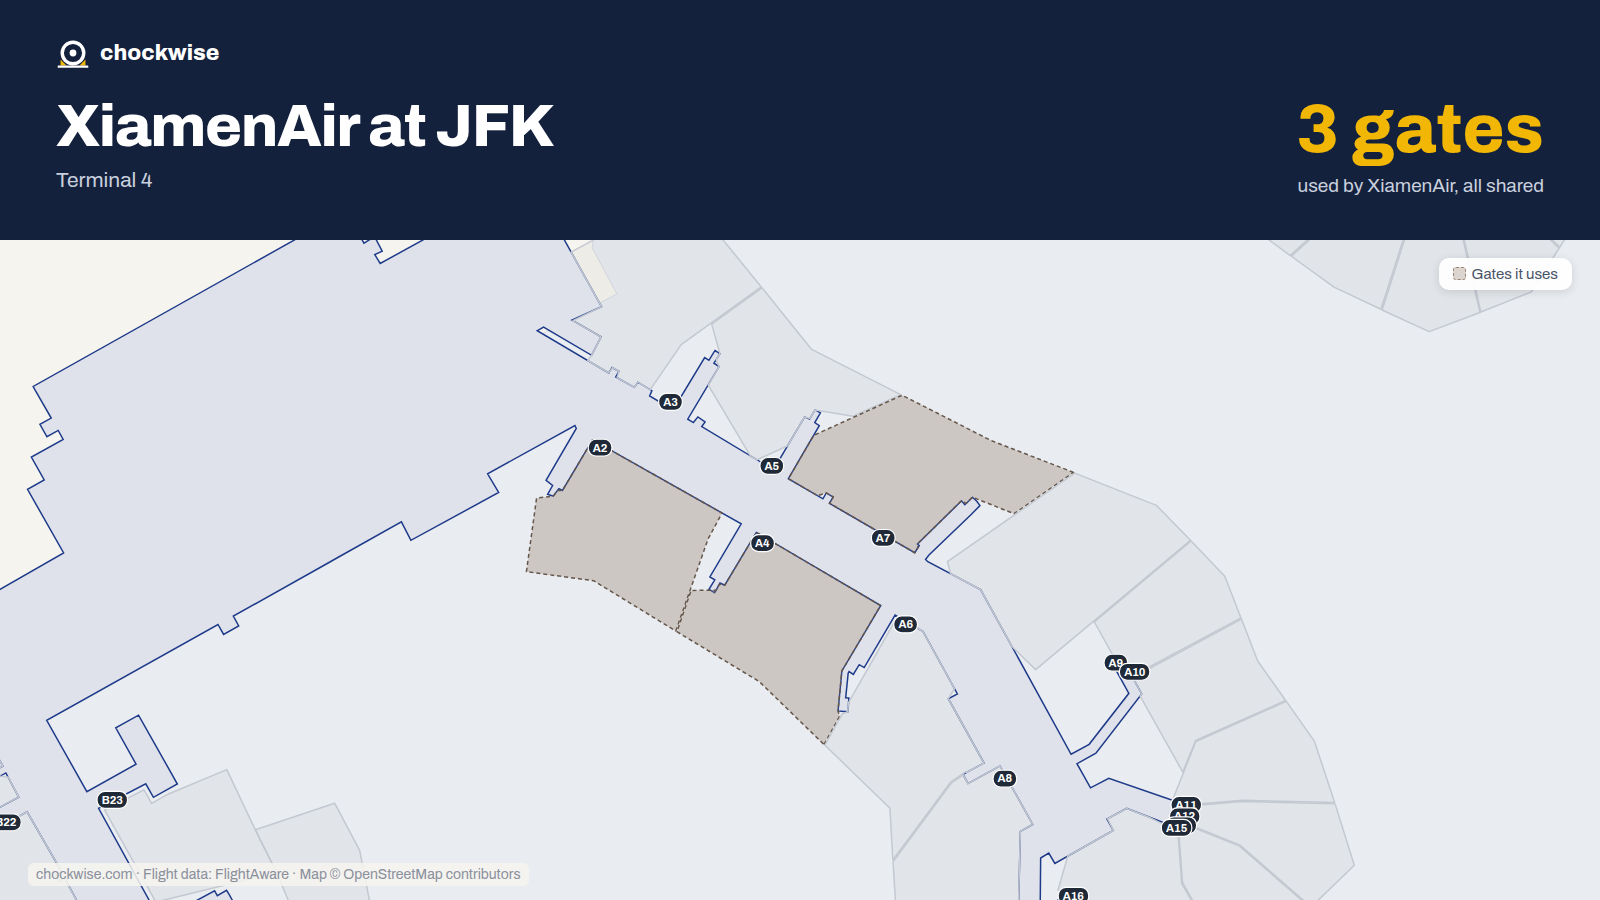 chockwise
XiamenAir at JFK
Terminal 4
3 gates
used by XiamenAir, all shared
Gates it uses
A3
A2
A5
A7
A4
A6
A9
A10
A8
A11
A15
A16
B23
B22
chockwise.com · Flight data: FlightAware · Map © OpenStreetMap contributors